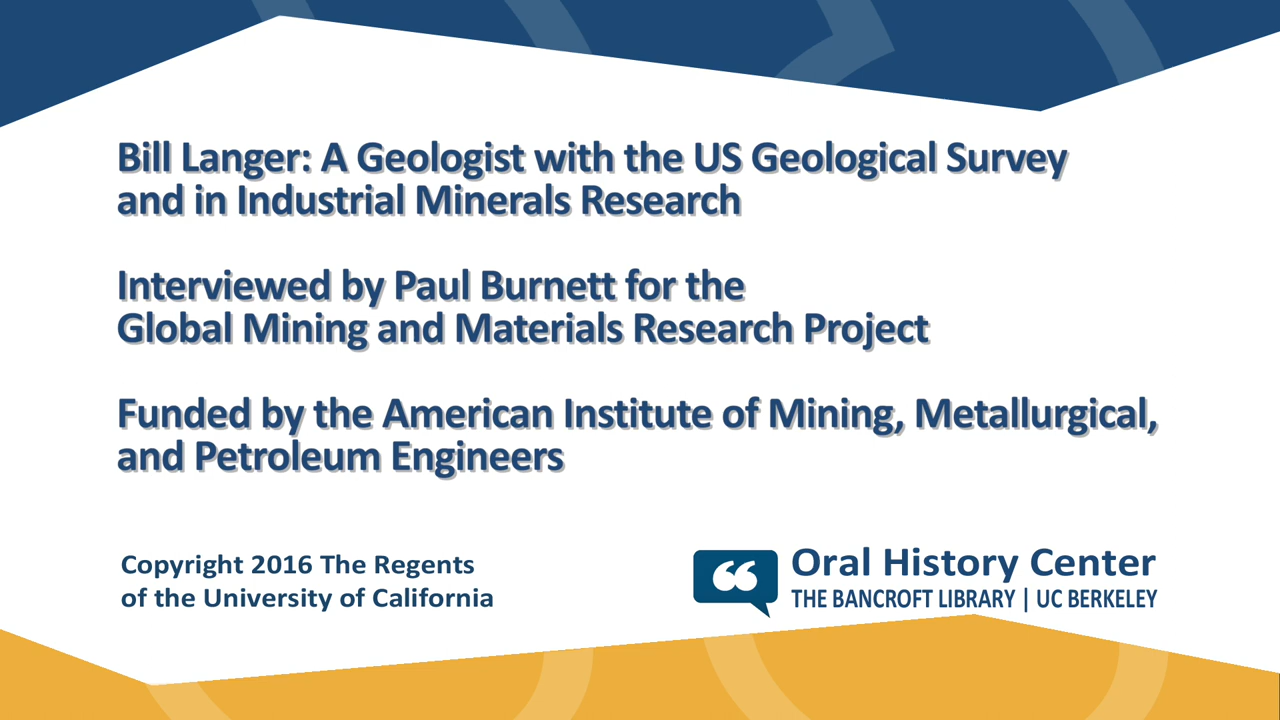 Bill Langer: A Geologist with the US Geological Survey
and in Industrial Minerals Research
Interviewed by Paul Burnett for the
Global Mining and Materials Research Project
Funded by the American Institute of Mining, Metallurgical,
and Petroleum Engineers
Copyright 2016 The Regents
of the University of California
Oral History Center
THE BANCROFT LIBRARY | UC BERKELEY